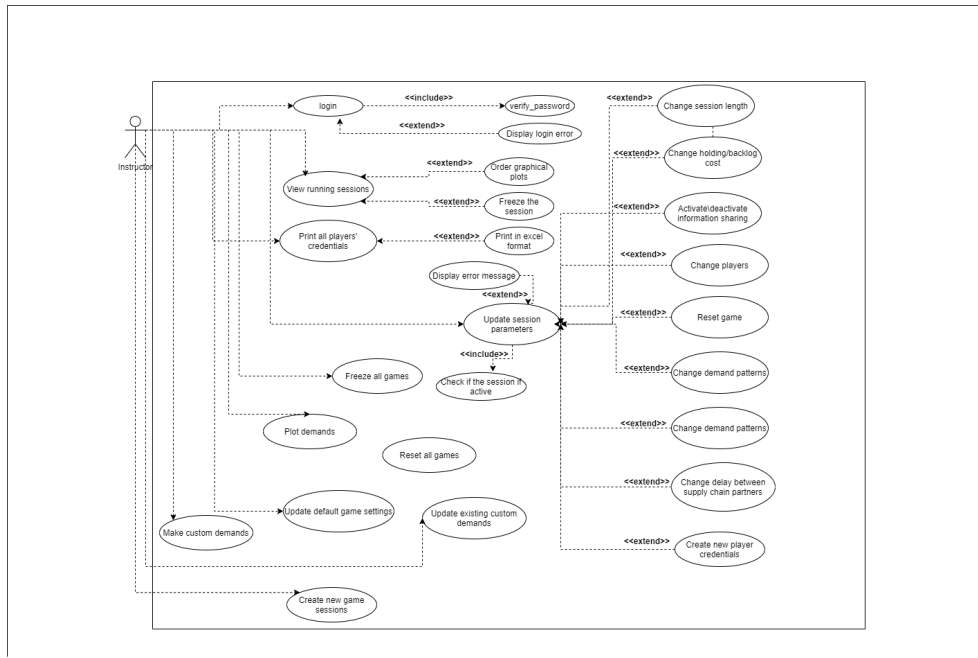 login
<<include>>
verify_password
<<extend>>
Change session length
<<extend>>
Display login error
Instructor
<<extend>>
Change holding/backlog
cost
View running sessions
<<extend>>
Order graphical
plots
<<extend>>
Freeze the
session
<<extend>>
Activate\deactivate
information sharing
Print all players'
credentials
<<extend>>
Print in excel
format
<<extend>>
Change players
Display error message
<<extend>>
Update session
parameters
<<extend>>
Reset game
<<include>>
Check if the session if
active
<<extend>>
Change demand patterns
Freeze all games
Plot demands
<<extend>>
Change demand patterns
Reset all games
<<extend>>
Change delay between
supply chain partners
Make custom demands
Update default game settings
Update existing custom
demands
<<extend>>
Create new player
credentials
Create new game
sessions